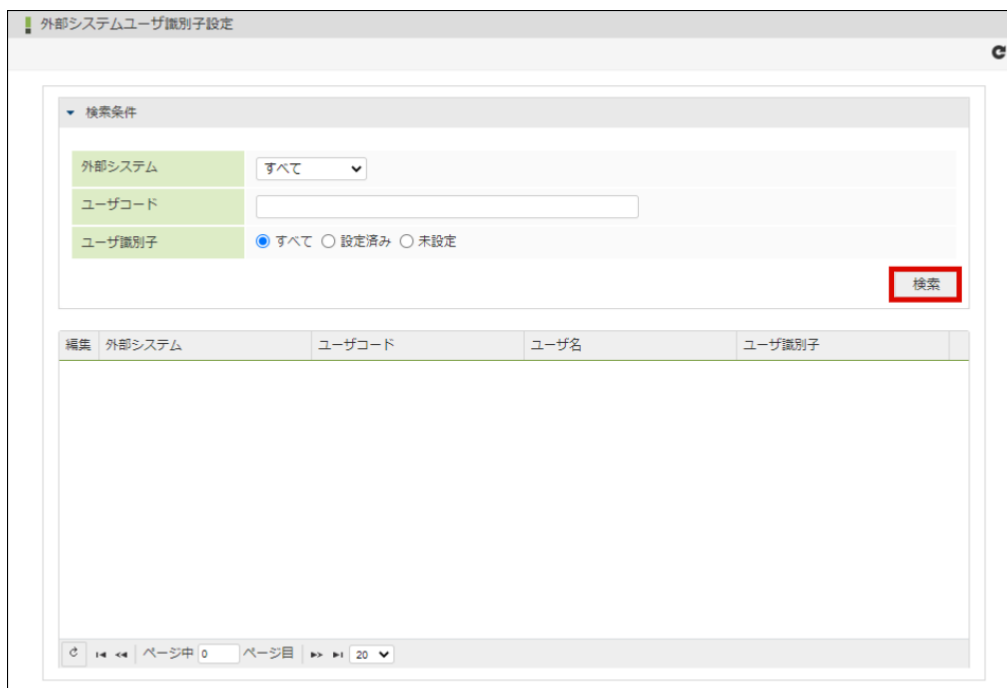 外部システムユーザ識別子設定
検索条件
外部システム すべて
ユーザコード
ユーザ識別子 すべて 設定済み 未設定
検索
編集 外部システム ユーザコード ユーザ名 ユーザ識別子
ページ中 0 ページ目 20